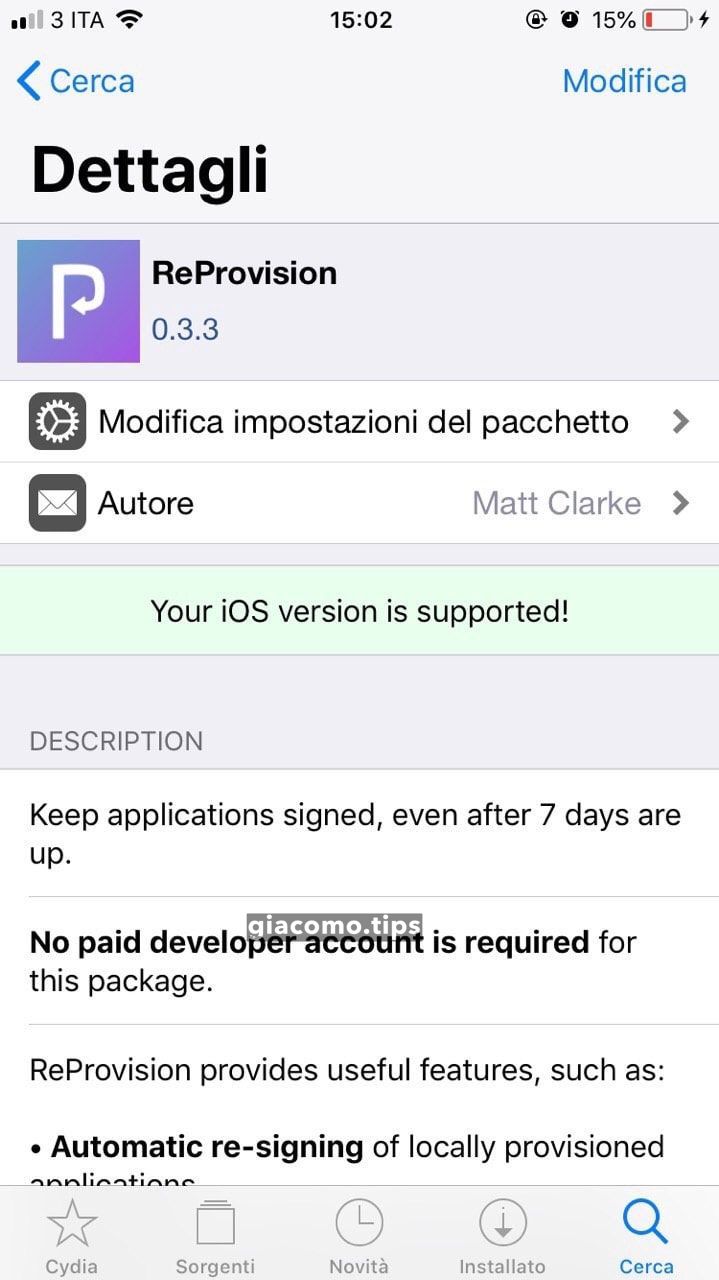 3 ITA 15:02 15%
Cerca Modifica
Dettagli
ReProvision
0.3.3
Modifica impostazioni del pacchetto
Autore Matt Clarke
Your iOS version is supported!
DESCRIPTION
Keep applications signed, even after 7 days are
up.
giacomo.tips
No paid developer account is required for
this package.
ReProvision provides useful features, such as:
• Automatic re-signing of locally provisioned
applications
Cydia Sorgenti Novità Installato Cerca